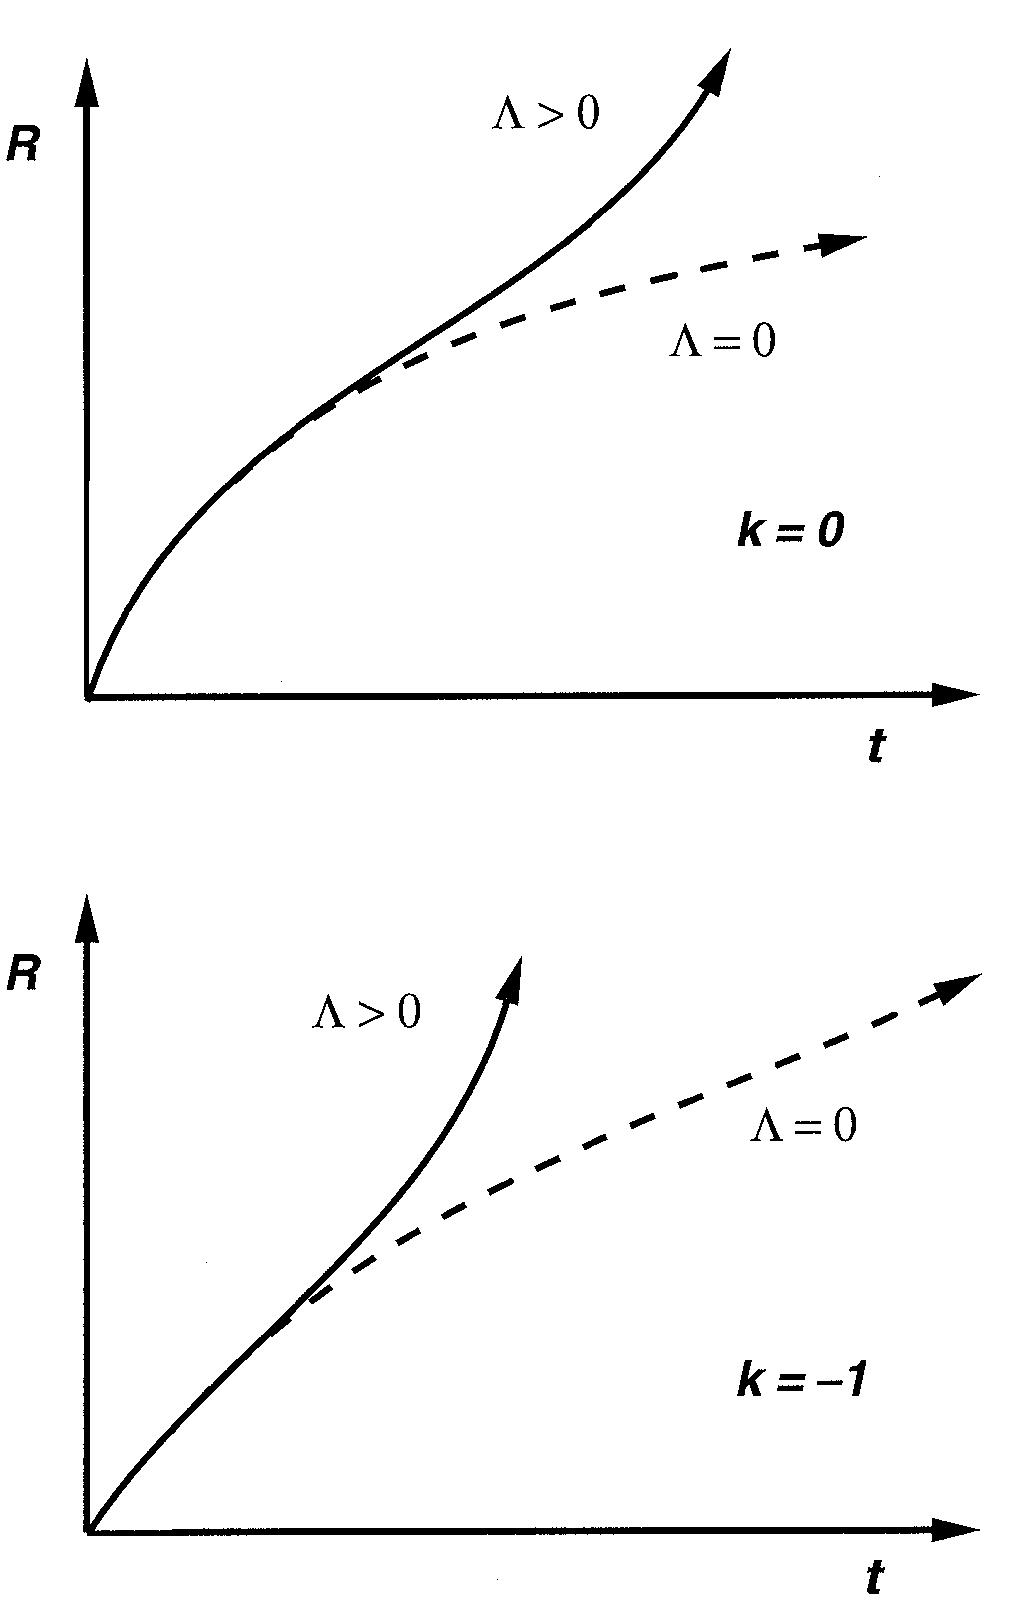 Λ > 0
R
Λ = 0
k = 0
t
R
Λ > 0
Λ = 0
k = –1
t